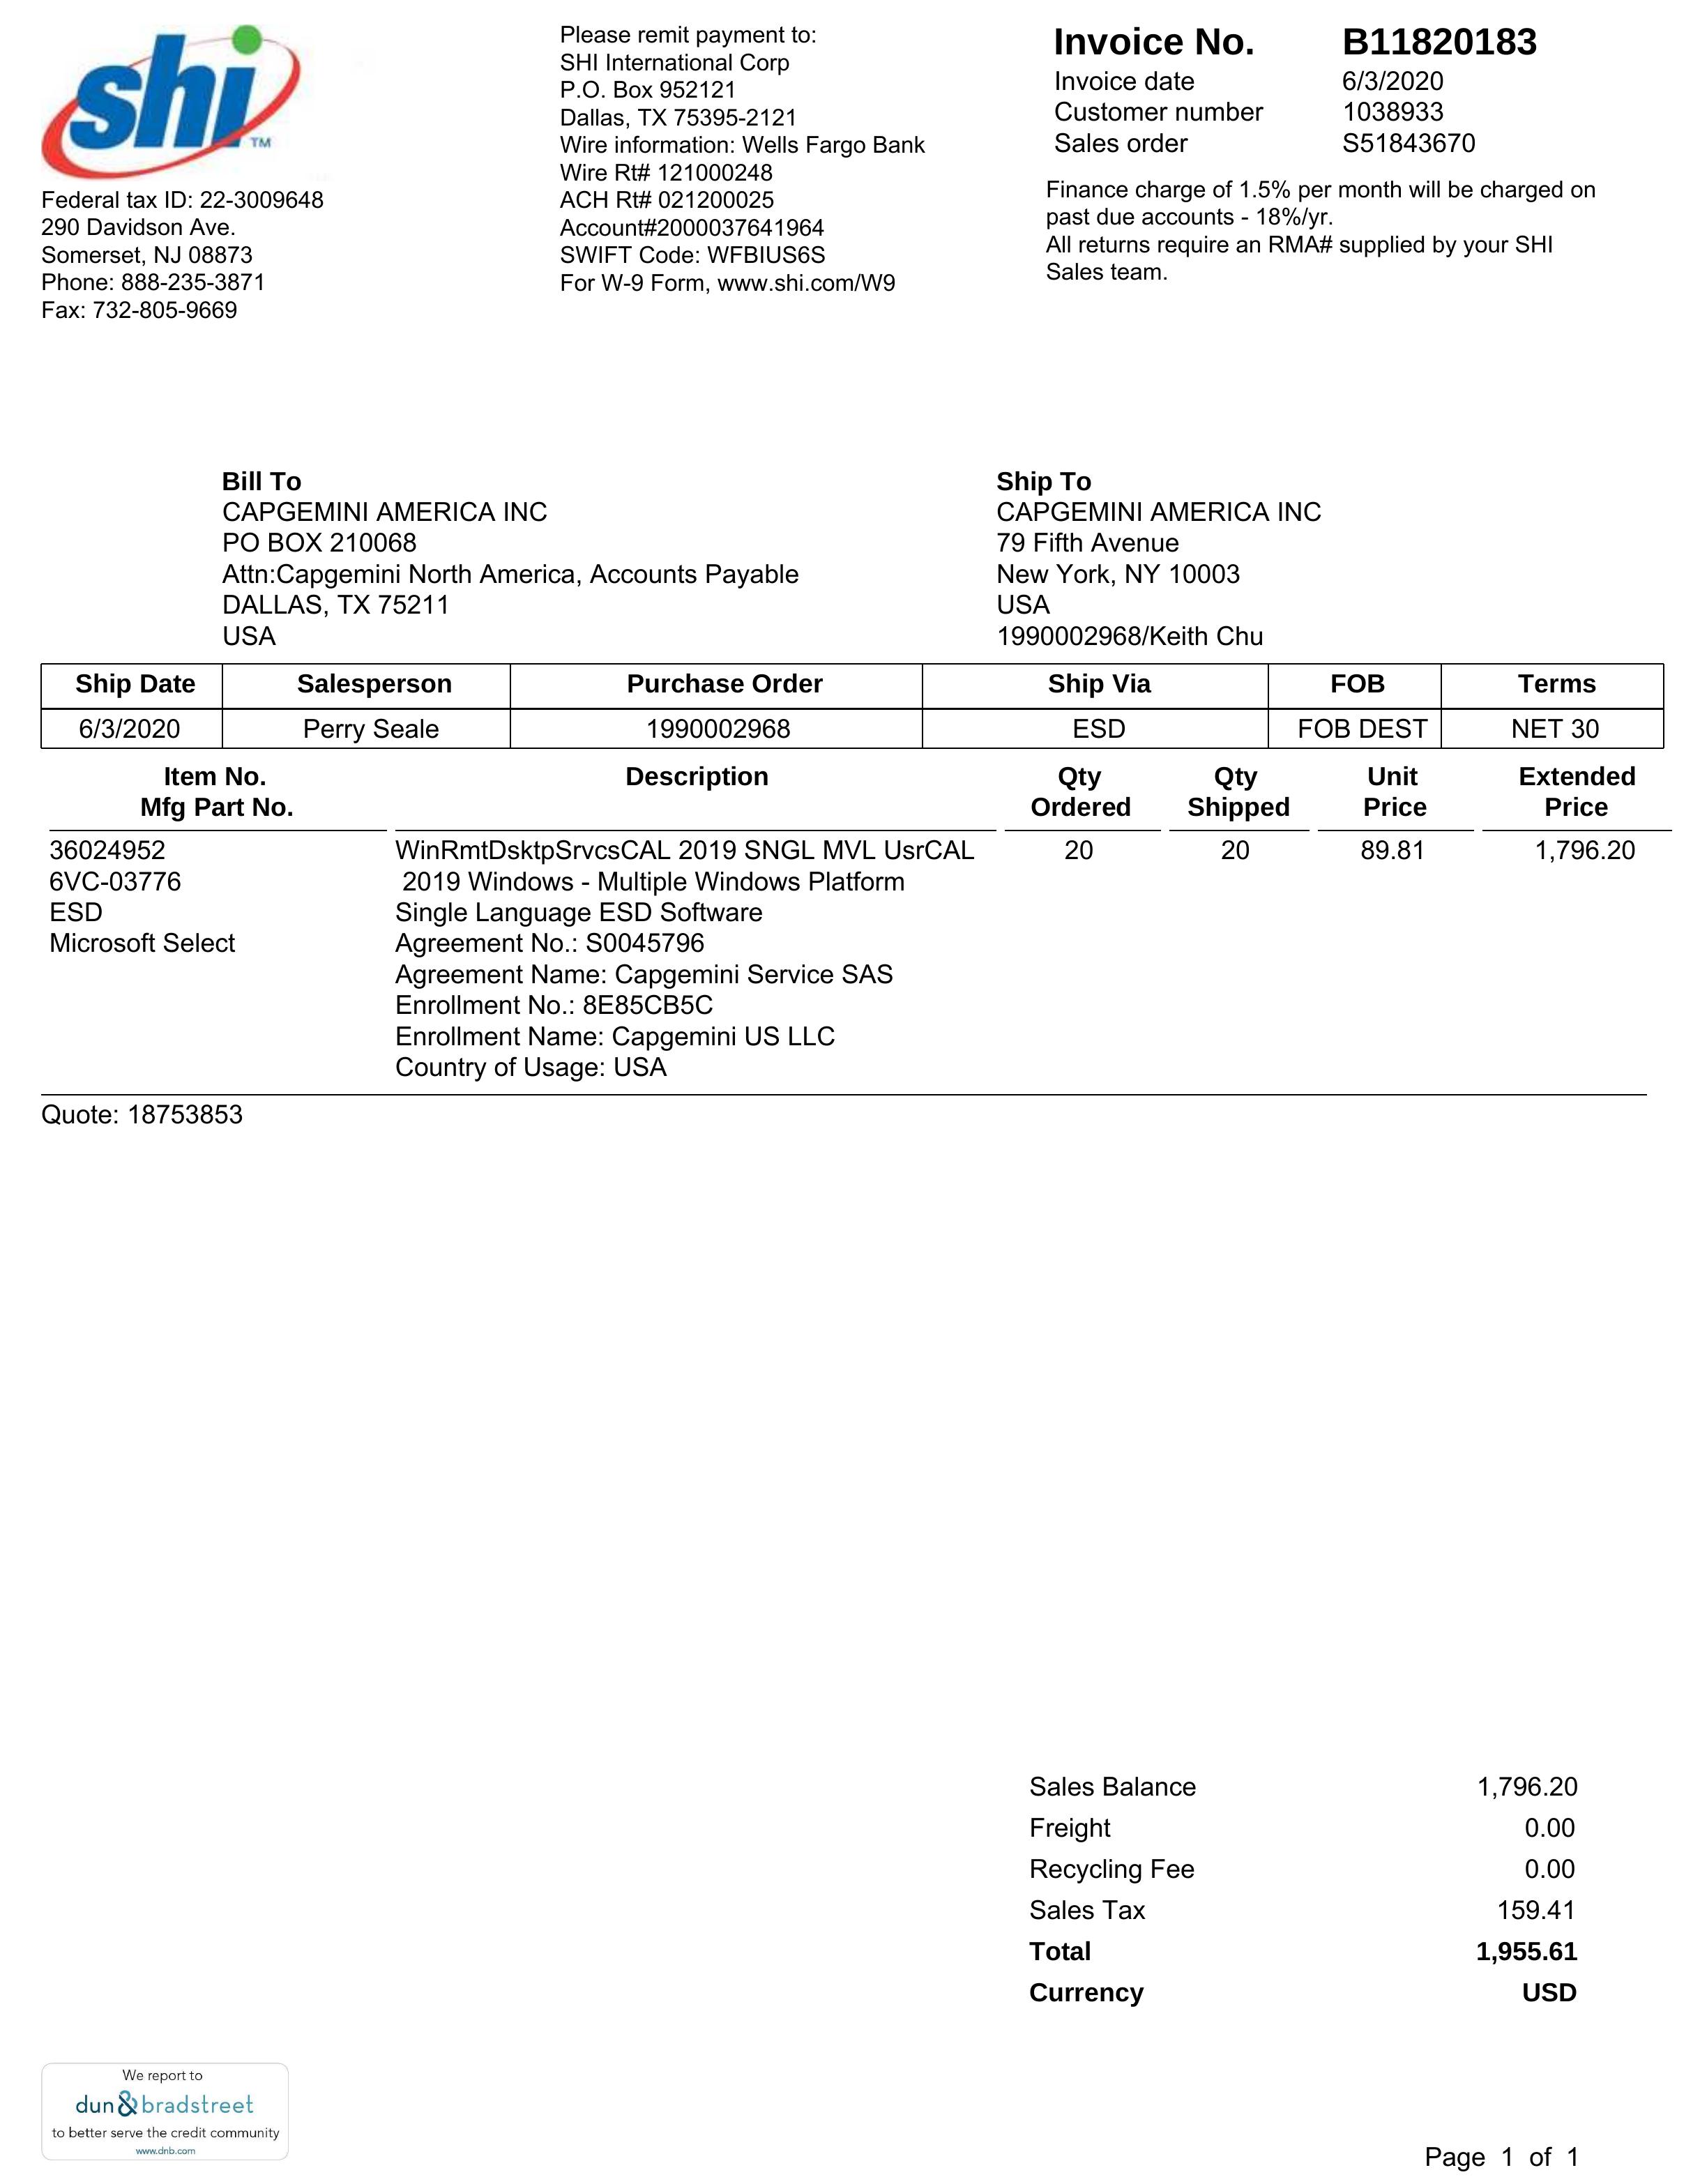 shi
TM
Federal tax ID: 22-3009648
290 Davidson Ave.
Somerset, NJ 08873
Phone: 888-235-3871
Fax: 732-805-9669
Please remit payment to:
SHI International Corp
P.O. Box 952121
Dallas, TX 75395-2121
Wire information: Wells Fargo Bank
Wire Rt# 121000248
ACH Rt# 021200025
Account#2000037641964
SWIFT Code: WFBIUS6S
For W-9 Form, www.shi.com/W9
Invoice No. B11820183
Invoice date 6/3/2020
Customer number 1038933
Sales order S51843670
Finance charge of 1.5% per month will be charged on
past due accounts - 18%/yr.
All returns require an RMA# supplied by your SHI
Sales team.
Bill To
CAPGEMINI AMERICA INC
PO BOX 210068
Attn:Capgemini North America, Accounts Payable
DALLAS, TX 75211
USA
Ship To
CAPGEMINI AMERICA INC
79 Fifth Avenue
New York, NY 10003
USA
1990002968/Keith Chu
Ship Date Salesperson Purchase Order Ship Via FOB Terms
6/3/2020 Perry Seale 1990002968 ESD FOB DEST NET 30
Item No. Description Qty Qty Unit Extended
Mfg Part No. Ordered Shipped Price Price
36024952 WinRmtDsktpSrvcsCAL 2019 SNGL MVL UsrCAL 20 20 89.81 1,796.20
6VC-03776 2019 Windows - Multiple Windows Platform
ESD Single Language ESD Software
Microsoft Select Agreement No.: S0045796
Agreement Name: Capgemini Service SAS
Enrollment No.: 8E85CB5C
Enrollment Name: Capgemini US LLC
Country of Usage: USA
Quote: 18753853
Sales Balance 1,796.20
Freight 0.00
Recycling Fee 0.00
Sales Tax 159.41
Total 1,955.61
Currency USD
We report to
dun & bradstreet
to better serve the credit community
www.dnb.com
Page 1 of 1